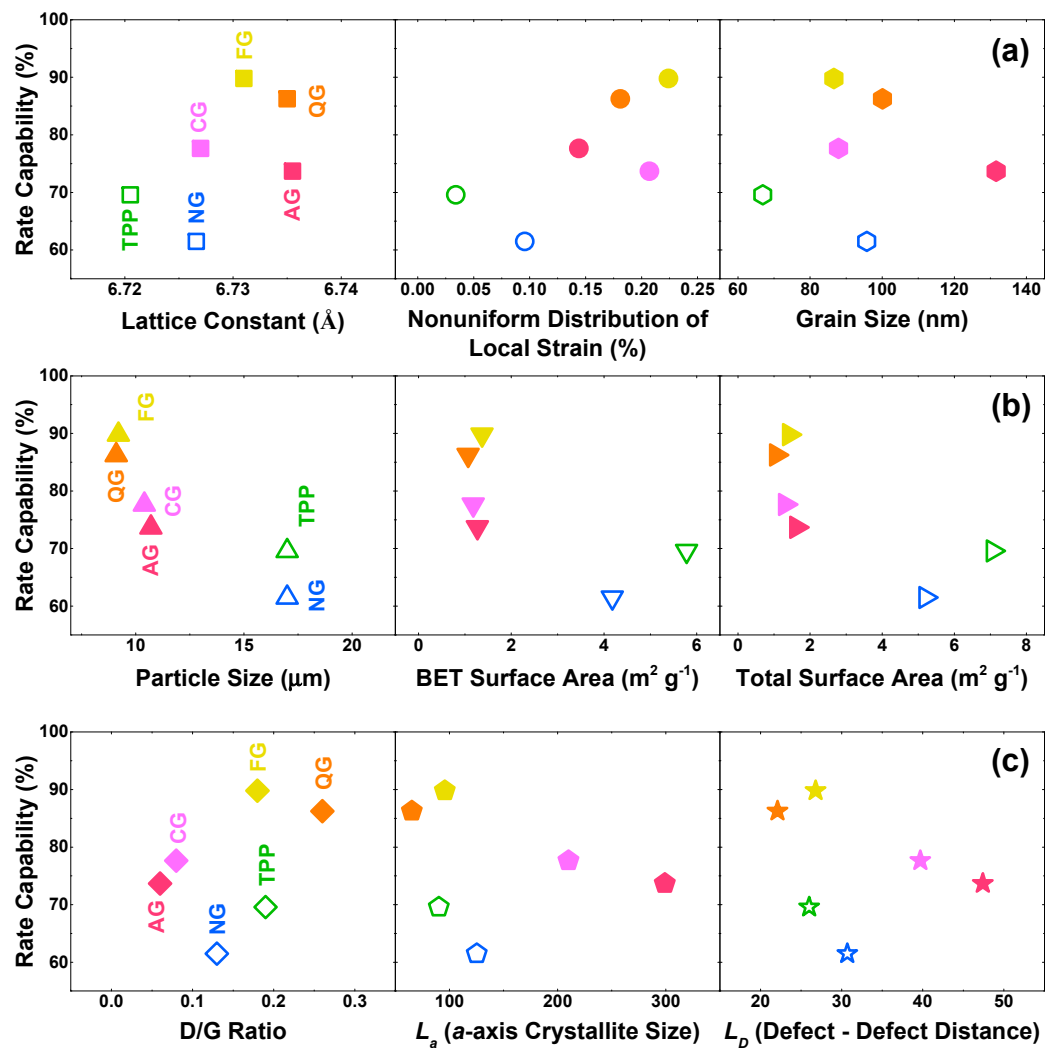 (a)
Rate Capability (%)
100
90
80
70
60
FG
QG
CG
AG
NG
TPP
6.72 6.73 6.74
0.00 0.05 0.10 0.15 0.20 0.25
60 80 100 120 140
Lattice Constant (Å)
Nonuniform Distribution of
Local Strain (%)
Grain Size (nm)
(b)
Rate Capability (%)
100
90
80
70
60
FG
QG
CG
AG
TPP
NG
10 15 20
0 2 4 6
0 2 4 6 8
Particle Size (μm)
BET Surface Area (m² g⁻¹)
Total Surface Area (m² g⁻¹)
(c)
Rate Capability (%)
100
90
80
70
60
FG
QG
CG
TPP
AG
NG
0.0 0.1 0.2 0.3
100 200 300
20 30 40 50
D/G Ratio
Lₐ (a-axis Crystallite Size)
L_D (Defect - Defect Distance)